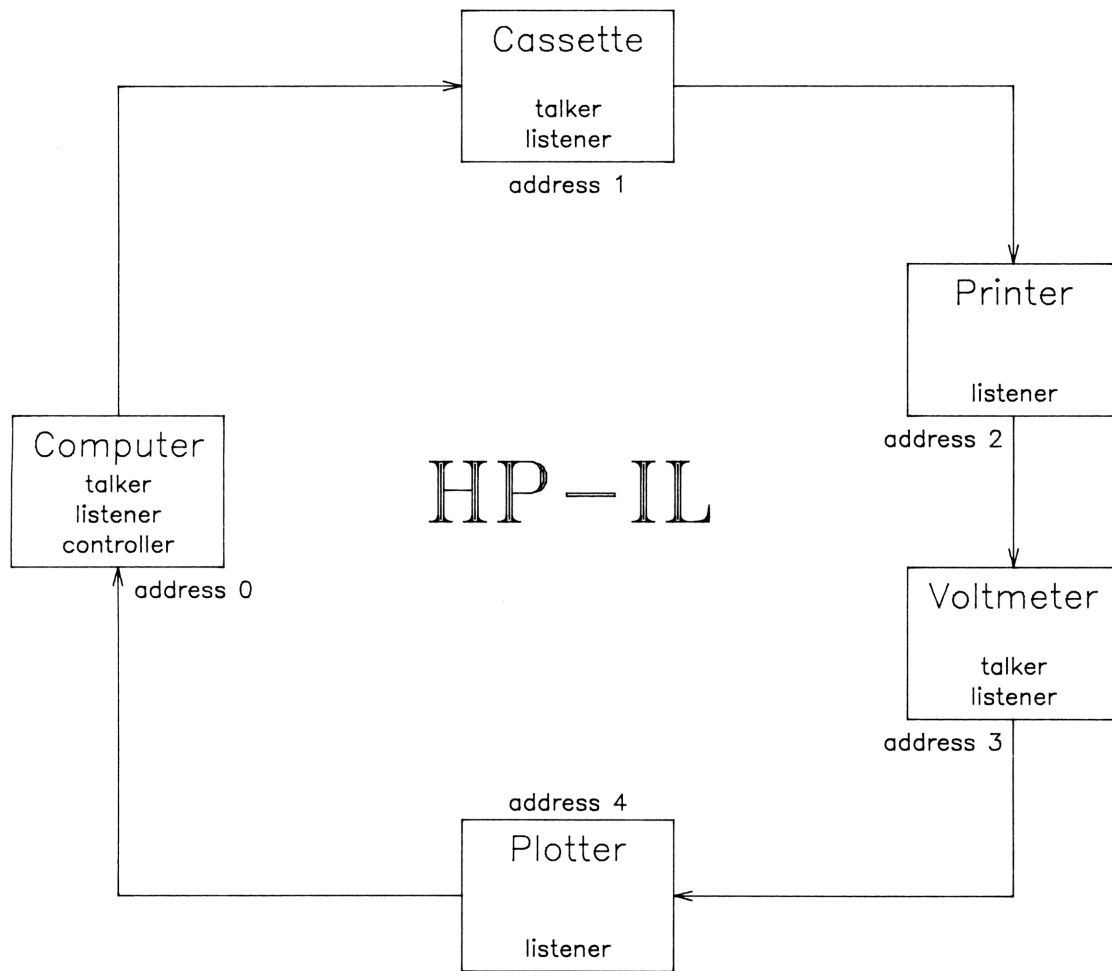 Cassette
talker
listener
address 1
Printer
listener
address 2
Computer
talker
listener
controller
address 0
HP-IL
Voltmeter
talker
listener
address 3
address 4
Plotter
listener